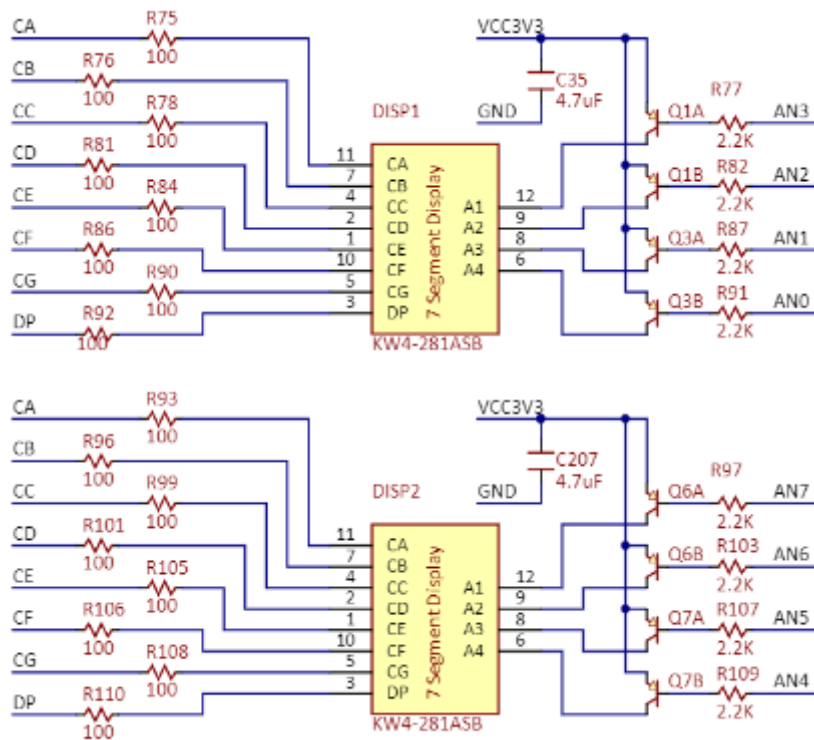 CA R75 100 VCC3V3
CB R76 100 C35 4.7uF
CC R78 100 DISP1 GND Q1A R77 2.2K AN3
CD R81 100 11 CA
CE R84 100 7 CB Q1B R82 2.2K AN2
CF R86 100 4 CC A1 12
CG R90 100 2 CD A2 9 Q3A R87 2.2K AN1
DP R92 100 1 CE A3 8
10 CF A4 6
5 CG Q3B R91 2.2K AN0
3 DP
7 Segment Display
KW4-281ASB
CA R93 100 VCC3V3
CB R96 100 C207 4.7uF
CC R99 100 DISP2 GND Q6A R97 2.2K AN7
CD R101 100 11 CA
CE R105 100 7 CB Q6B R103 2.2K AN6
CF R106 100 4 CC A1 12
CG R108 100 2 CD A2 9 Q7A R107 2.2K AN5
DP R110 100 1 CE A3 8
10 CF A4 6
5 CG Q7B R109 2.2K AN4
3 DP
7 Segment Display
KW4-281ASB